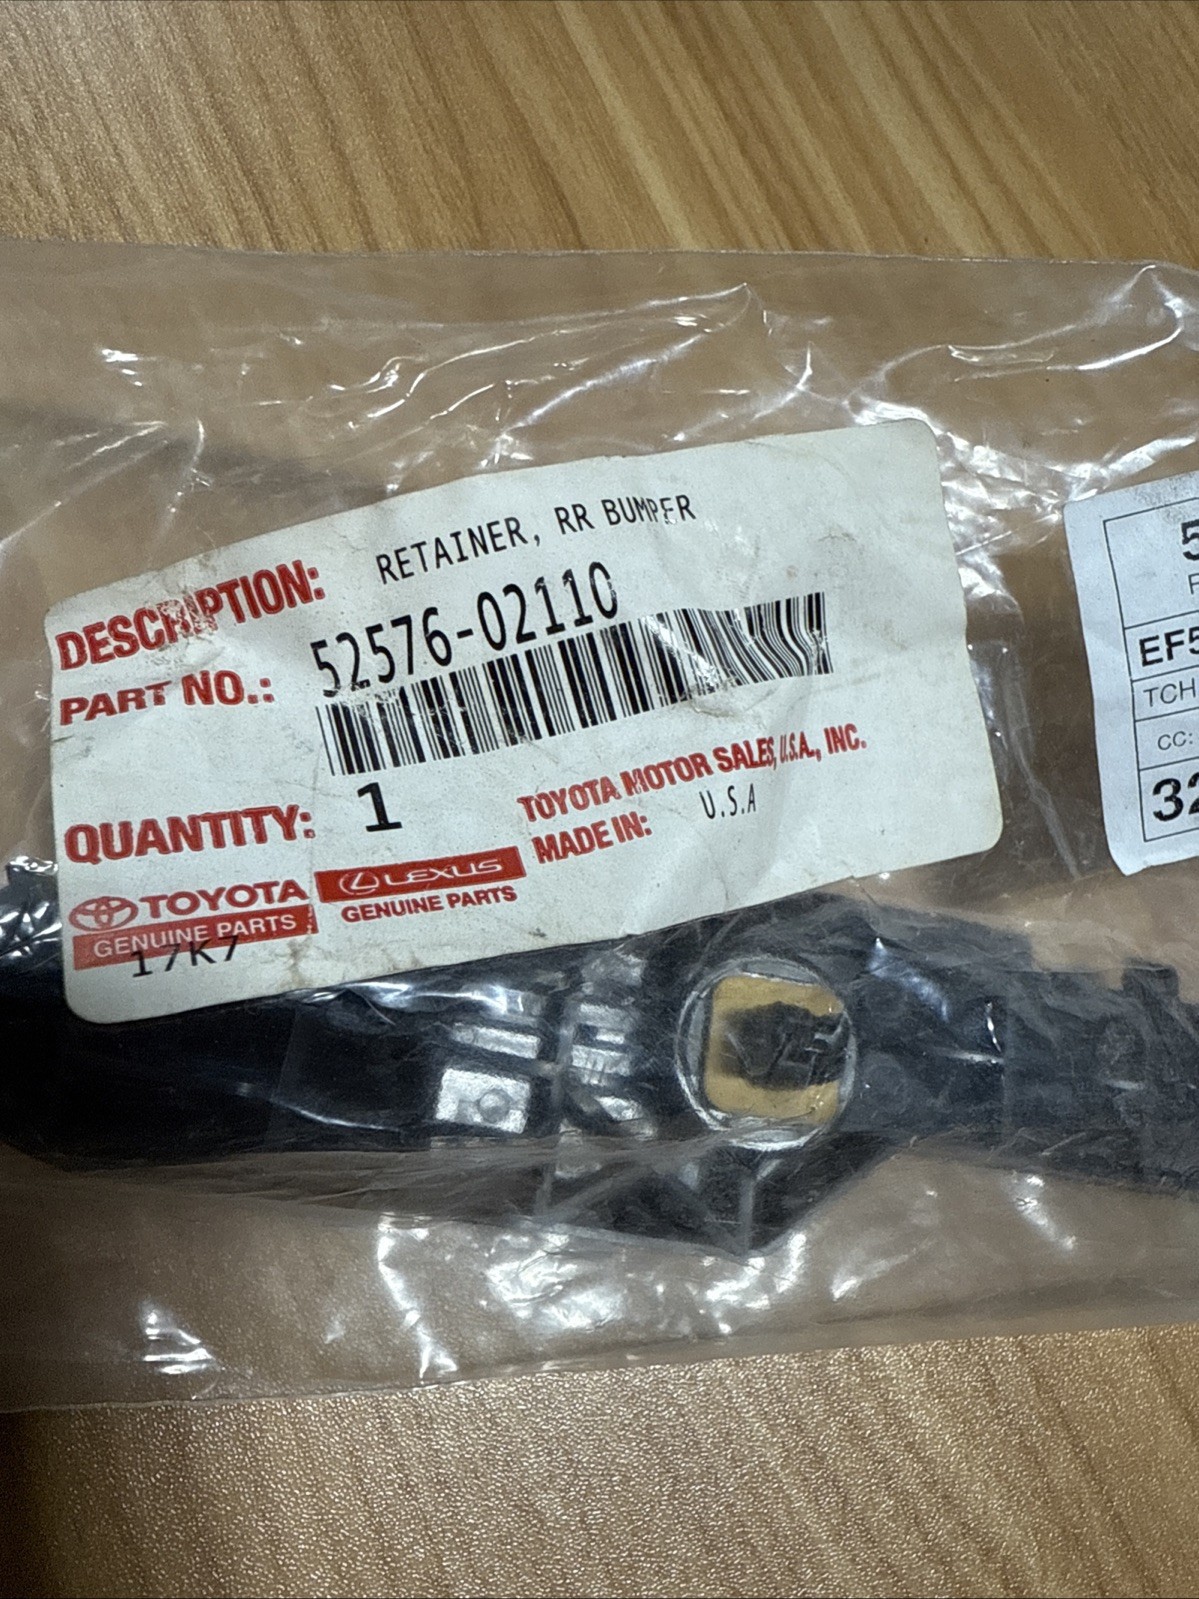 DESCRIPTION: RETAINER, RR BUMPER
PART NO.: 52576-02110
QUANTITY: 1
TOYOTA MOTOR SALES, U.S.A., INC.
MADE IN: U.S.A
TOYOTA
GENUINE PARTS
LEXUS
GENUINE PARTS
17K7
5
F
EF5
TCH
CC:
32